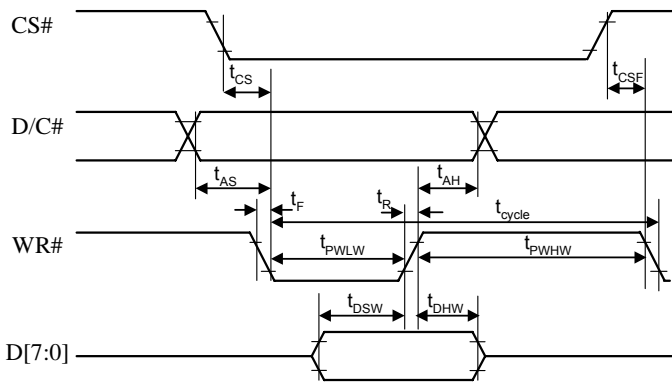 CS#
t_CS
t_CSF
D/C#
t_AS
t_AH
t_F
t_R
t_cycle
WR#
t_PWLW
t_PWHW
t_DSW
t_DHW
D[7:0]